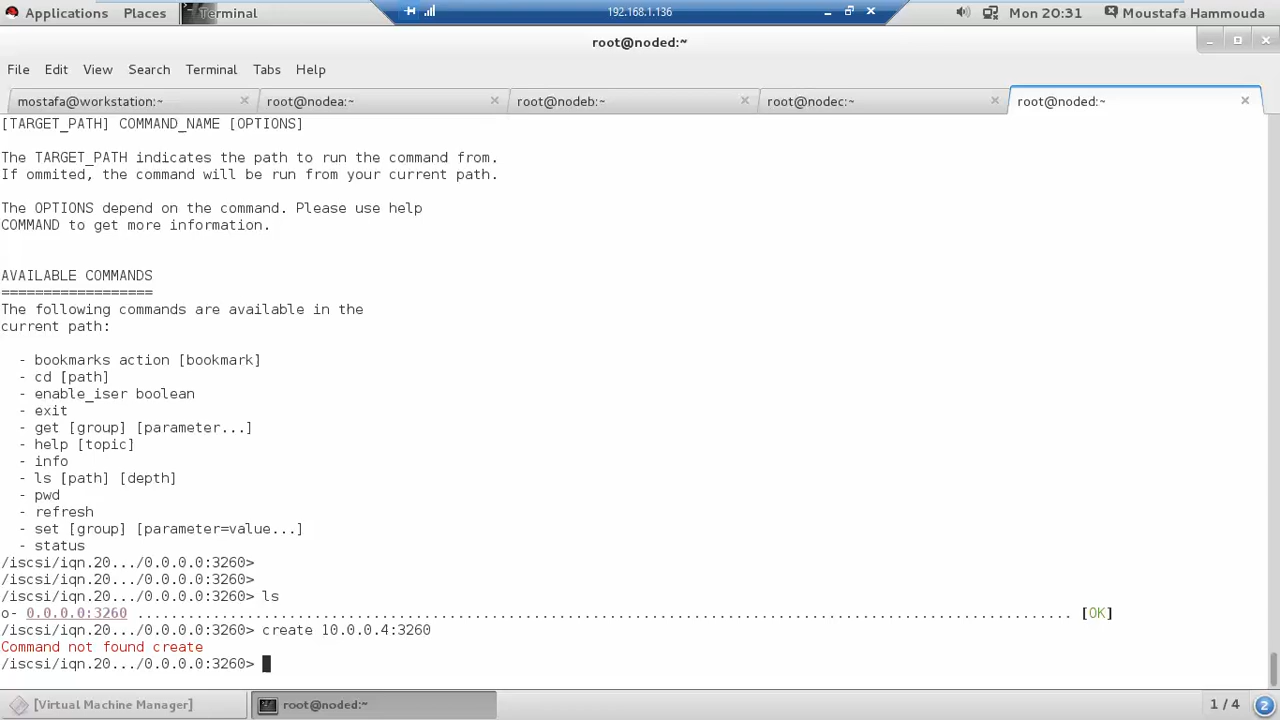 Applications Places Terminal 192.168.1.136 Mon 20:31 Moustafa Hammouda
root@noded:~
File Edit View Search Terminal Tabs Help
mostafa@workstation:~ root@nodea:~ root@nodeb:~ root@nodec:~ root@noded:~
[TARGET_PATH] COMMAND_NAME [OPTIONS]
The TARGET_PATH indicates the path to run the command from.
If ommited, the command will be run from your current path.
The OPTIONS depend on the command. Please use help
COMMAND to get more information.
AVAILABLE COMMANDS
==================
The following commands are available in the
current path:
- bookmarks action [bookmark]
- cd [path]
- enable_iser boolean
- exit
- get [group] [parameter...]
- help [topic]
- info
- ls [path] [depth]
- pwd
- refresh
- set [group] [parameter=value...]
- status
/iscsi/iqn.20.../0.0.0.0:3260>
/iscsi/iqn.20.../0.0.0.0:3260>
/iscsi/iqn.20.../0.0.0.0:3260> ls
o- 0.0.0.0:3260 ............................................................................................................... [OK]
/iscsi/iqn.20.../0.0.0.0:3260> create 10.0.0.4:3260
Command not found create
/iscsi/iqn.20.../0.0.0.0:3260>
[Virtual Machine Manager] root@noded:~ 1 / 4 2